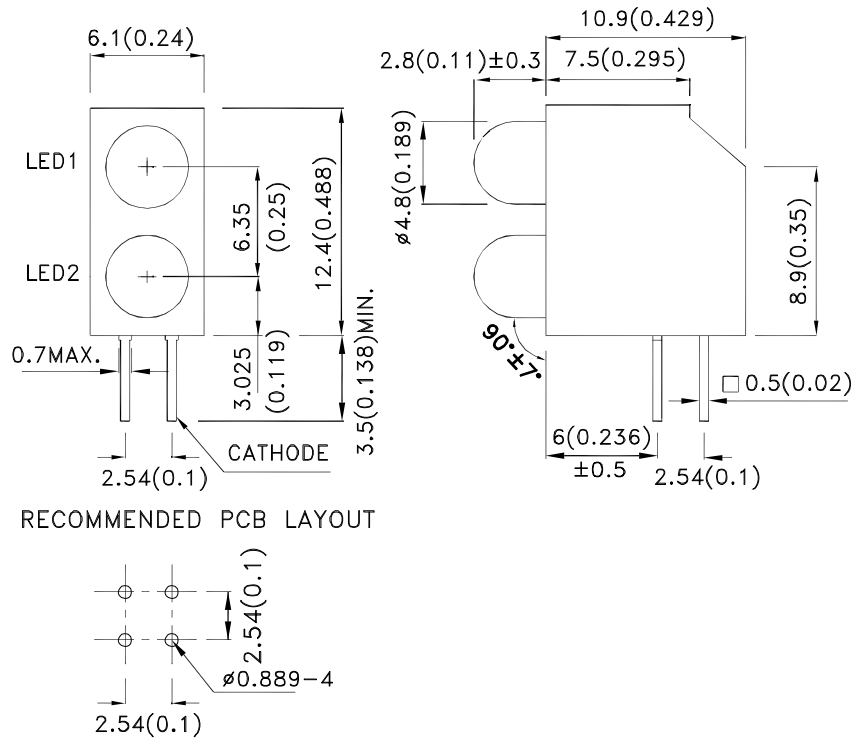 6.1(0.24)
LED1
LED2
6.35
(0.25)
12.4(0.488)
3.025
(0.119)
3.5(0.138)MIN.
0.7MAX.
CATHODE
2.54(0.1)
10.9(0.429)
2.8(0.11)±0.3
7.5(0.295)
ø4.8(0.189)
8.9(0.35)
90°±7°
□ 0.5(0.02)
6(0.236)
±0.5
2.54(0.1)
RECOMMENDED PCB LAYOUT
2.54(0.1)
ø0.889-4
2.54(0.1)